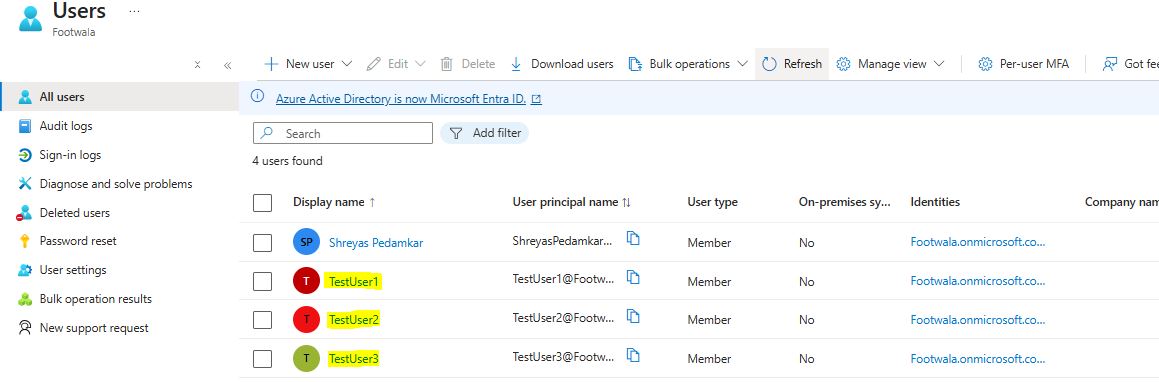 Users ...
Footwala
New user Edit Delete Download users Bulk operations Refresh Manage view Per-user MFA Got fee
All users
Audit logs
Sign-in logs
Diagnose and solve problems
Deleted users
Password reset
User settings
Bulk operation results
New support request
Azure Active Directory is now Microsoft Entra ID.
Search Add filter
4 users found
Display name ↑ User principal name ↑↓ User type On-premises sy... Identities Company nam
SP Shreyas Pedamkar ShreyasPedamkar... Member No Footwala.onmicrosoft.co...
T TestUser1 TestUser1@Footw... Member No Footwala.onmicrosoft.co...
T TestUser2 TestUser2@Footw... Member No Footwala.onmicrosoft.co...
T TestUser3 TestUser3@Footw... Member No Footwala.onmicrosoft.co...